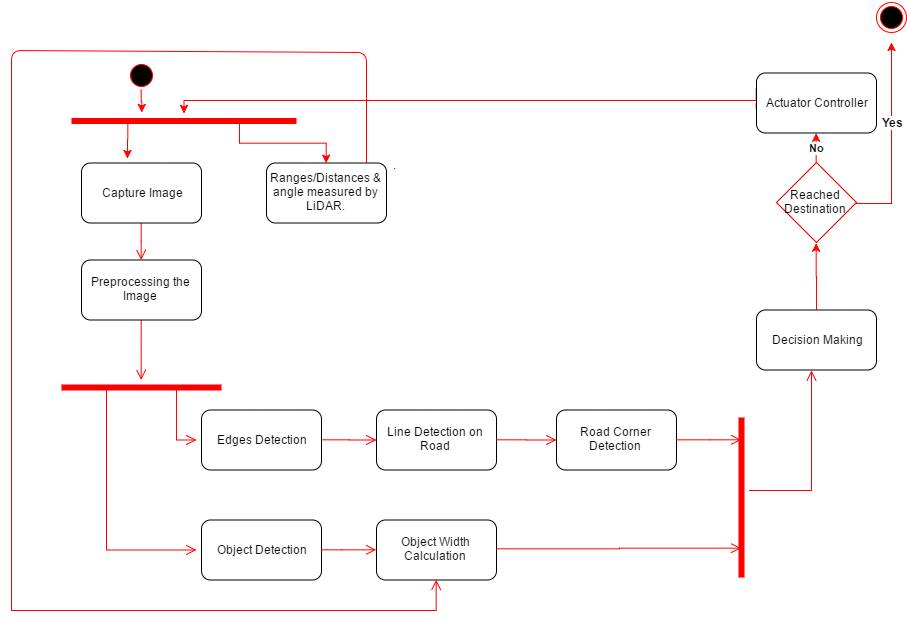 Actuator Controller
Yes
No
Reached
Destination
Ranges/Distances &
angle measured by
LiDAR.
Capture Image
Preprocessing the
Image
Decision Making
Edges Detection
Line Detection on
Road
Road Corner
Detection
Object Detection
Object Width
Calculation